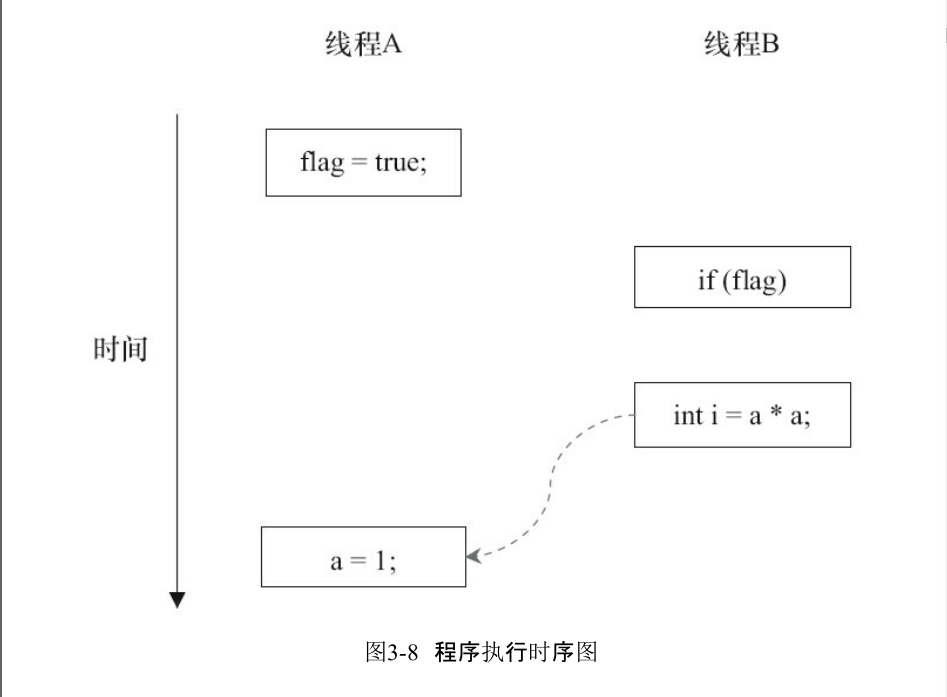 线程A
线程B
flag = true;
if (flag)
时间
int i = a * a;
a = 1;
图3-8 程序执行时序图